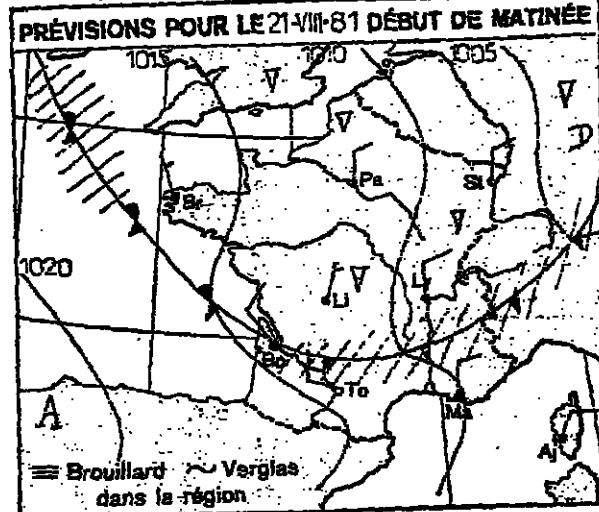 PRÉVISIONS POUR LE 21-VIII-81 DÉBUT DE MATINÉE
1015 1010 1005
V V
V
D
Pa St
Br
V
1020
V Li L
Bo
To Ma
A
Aj
Brouillard Verglas
dans la région